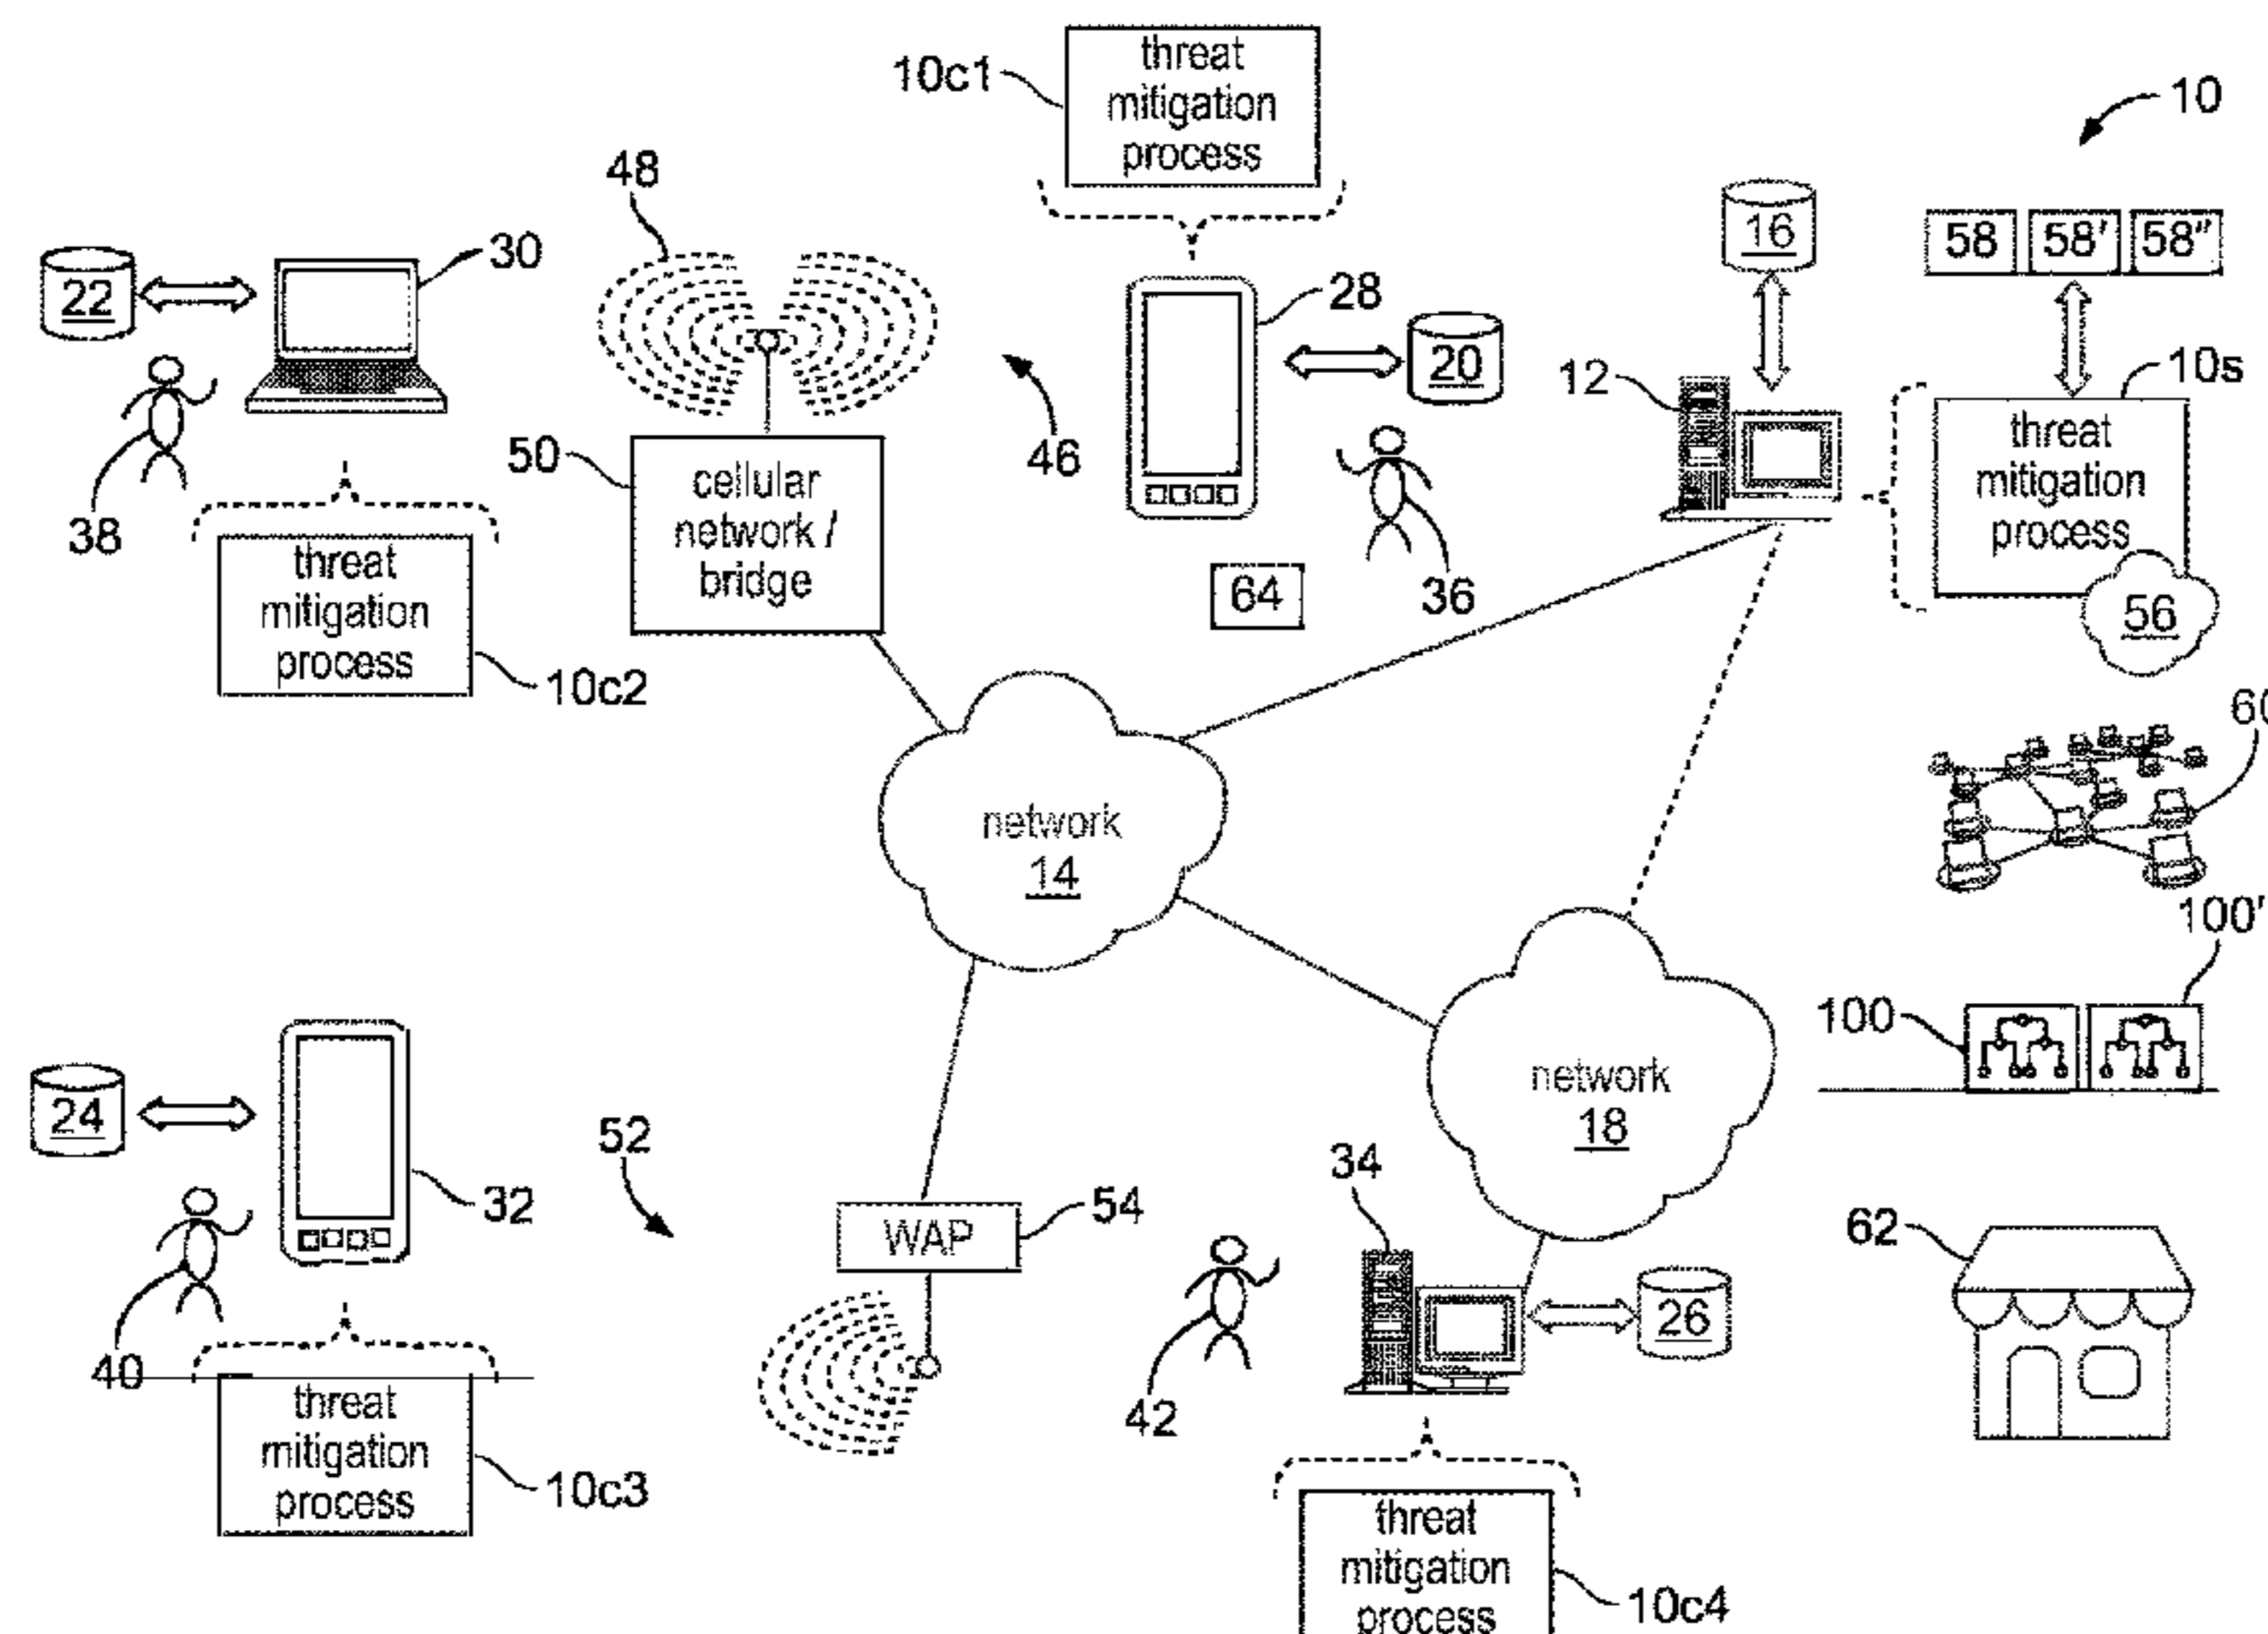 10c1
threat
mitigation
process
10
48
16
58
58'
58"
22
30
28
20
12
10s
threat
mitigation
process
56
50
cellular
network /
bridge
46
38
threat
mitigation
process
10c2
64
36
60
network
14
100'
100
network
18
24
32
52
WAP
54
34
62
40
threat
mitigation
process
10c3
42
26
threat
mitigation
process
10c4